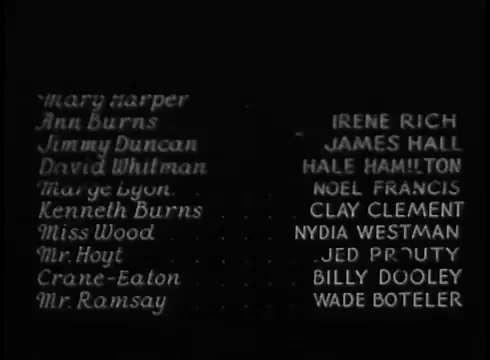 Mary Harper
Ann Burns . IRENE RICH
Jimmy Duncan JAMES HALL
David Whitman HALE HAMILTON
Marge Lyon . . . NOEL FRANCIS
Kenneth Burns . . . CLAY CLEMENT
Miss Wood . . . . NYDIA WESTMAN
Mr. Hoyt . . . . JED PROUTY
Crane-Eaton . . . . BILLY DOOLEY
Mr. Ramsay . . . . WADE BOTELER